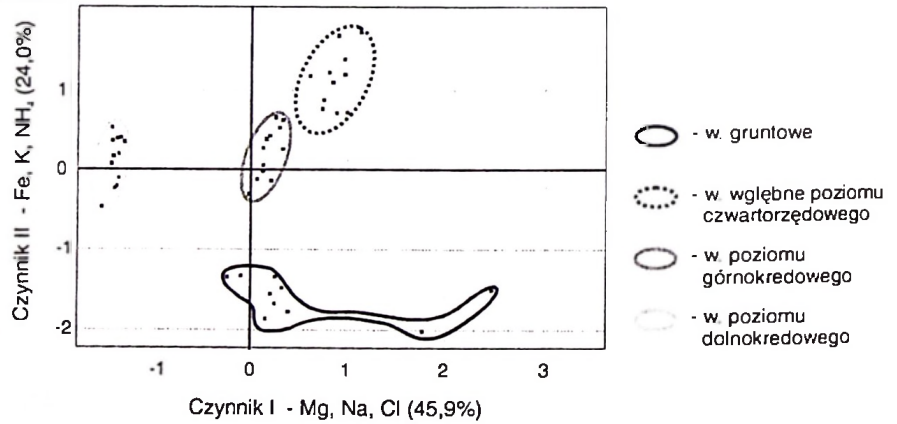 Czynnik II - Fe, K, NH₄ (24,0%)
1
0
-1
-2
-1
0
1
2
3
Czynnik I - Mg, Na, Cl (45,9%)
- w. gruntowe
- w. wgłębne poziomu
czwartorzędowego
- w. poziomu
górnokredowego
- w. poziomu
dolnokredowego